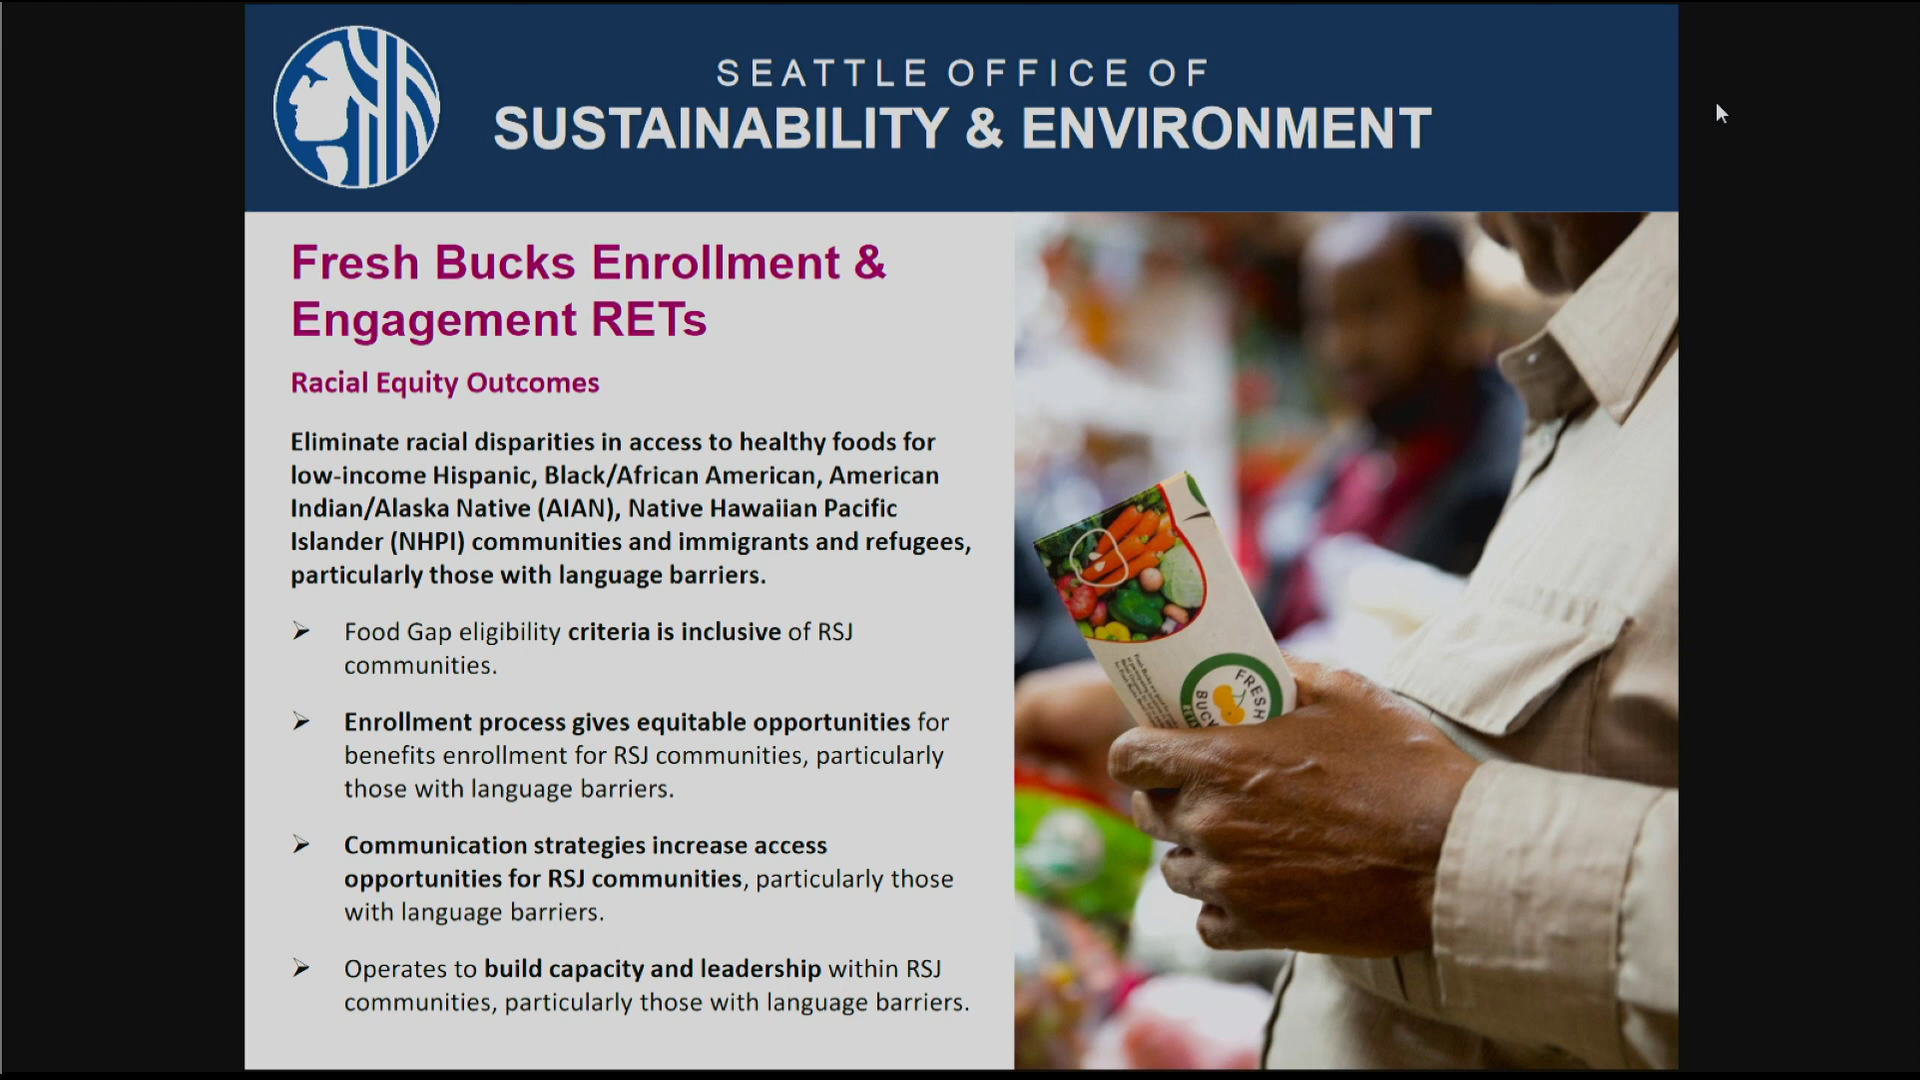 SEATTLE OFFICE OF
SUSTAINABILITY & ENVIRONMENT
Fresh Bucks Enrollment &
Engagement RETs
Racial Equity Outcomes
Eliminate racial disparities in access to healthy foods for
low-income Hispanic, Black/African American, American
Indian/Alaska Native (AIAN), Native Hawaiian Pacific
Islander (NHPI) communities and immigrants and refugees,
particularly those with language barriers.
Food Gap eligibility criteria is inclusive of RSJ
communities.
Enrollment process gives equitable opportunities for
benefits enrollment for RSJ communities, particularly
those with language barriers.
Communication strategies increase access
opportunities for RSJ communities, particularly those
with language barriers.
Operates to build capacity and leadership within RSJ
communities, particularly those with language barriers.
FRESH